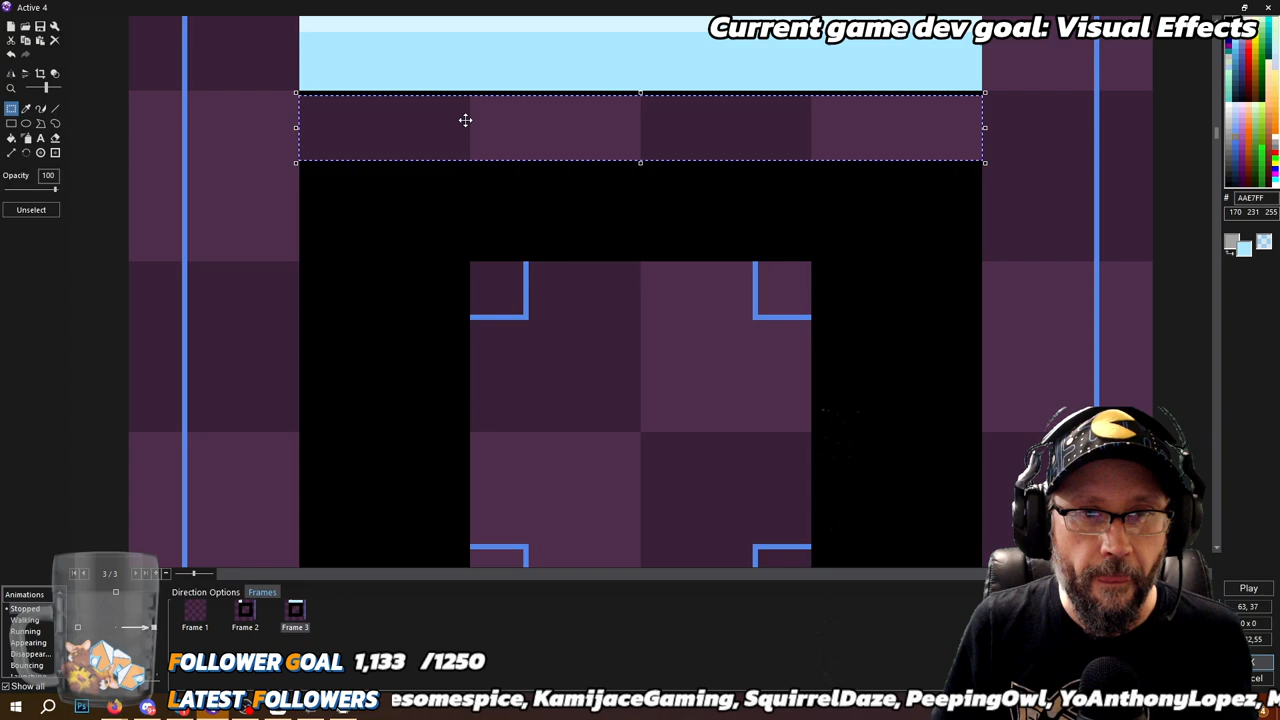 Active 4
Current game dev goal: Visual Effects
Opacity 100
Unselect
# AAE7FF
170 231 255
3 / 3
Animations
Direction Options Frames
Stopped
Walking
Running
Appearing
Disappear...
Bouncing
Show all
Frame 1 Frame 2 Frame 3
Play
63, 37
0 x 0
FOLLOWER GOAL 1,133 /1250
LATEST FOLLOWERS esomespice, KamijaceGaming, SquirrelDaze, PeepingOwl, YoAnthonyLopez,